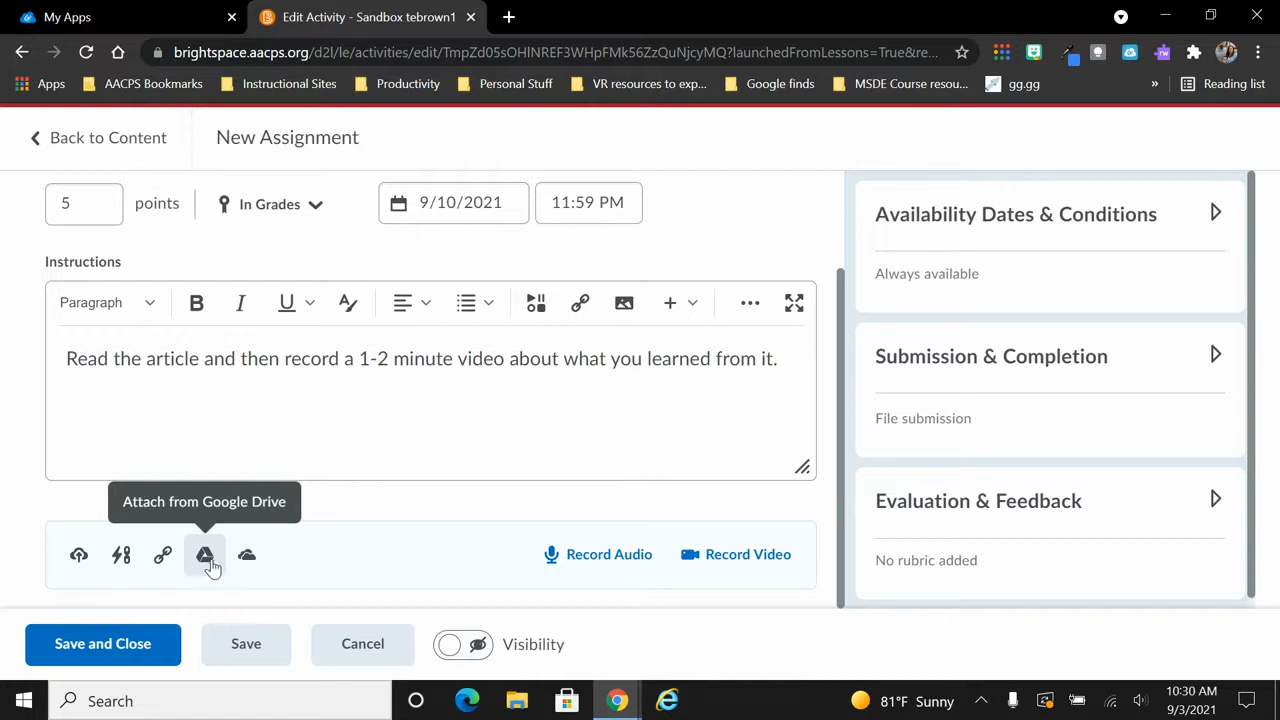 My Apps
Edit Activity - Sandbox tebrown1
brightspace.aacps.org/d2l/le/activities/edit/TmpZd05sOHlNREF3WHpFMk56ZzQuNjcyMQ?launchedFromLessons=True&re...
Apps AACPS Bookmarks Instructional Sites Productivity Personal Stuff VR resources to exp... Google finds MSDE Course resou... gg.gg » Reading list
Back to Content New Assignment
5 points In Grades 9/10/2021 11:59 PM
Instructions
Paragraph B I U
Read the article and then record a 1-2 minute video about what you learned from it.
Attach from Google Drive
Record Audio Record Video
Availability Dates & Conditions
Always available
Submission & Completion
File submission
Evaluation & Feedback
No rubric added
Save and Close Save Cancel Visibility
Search 81°F Sunny 10:30 AM
9/3/2021